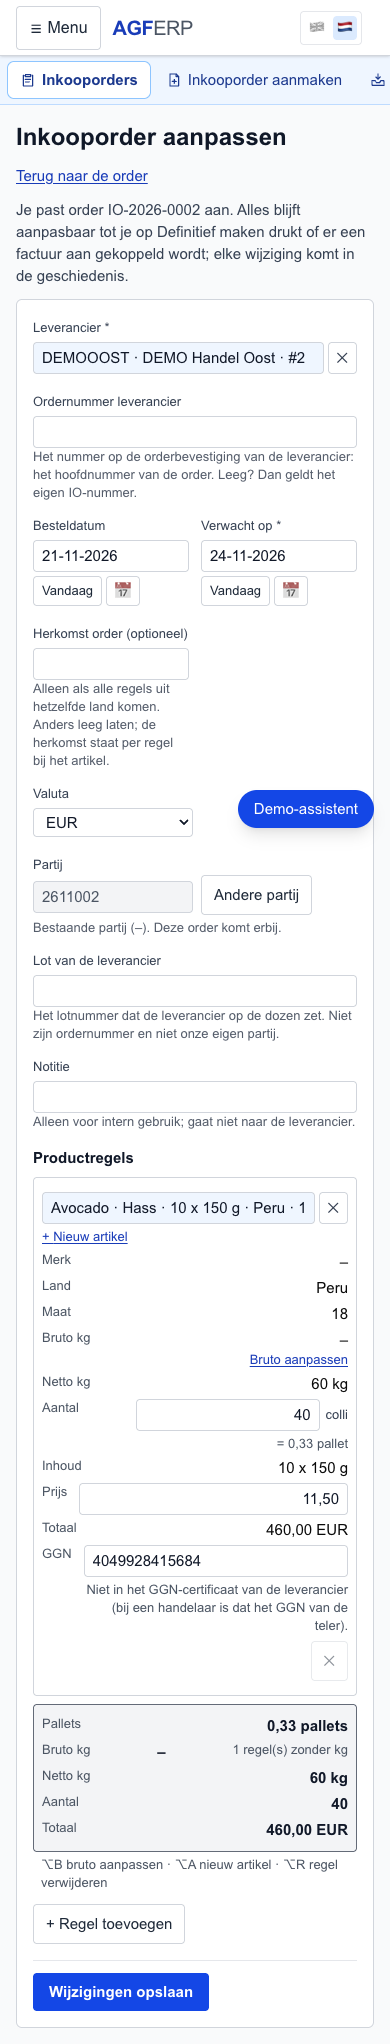 ≡ Menu AGFERP
Inkooporders Inkooporder aanmaken
Inkooporder aanpassen
Terug naar de order
Je past order IO-2026-0002 aan. Alles blijft
aanpasbaar tot je op Definitief maken drukt of er een
factuur aan gekoppeld wordt; elke wijziging komt in
de geschiedenis.
Leverancier *
DEMOOOST · DEMO Handel Oost · #2 ×
Ordernummer leverancier
Het nummer op de orderbevestiging van de leverancier:
het hoofdnummer van de order. Leeg? Dan geldt het
eigen IO-nummer.
Besteldatum Verwacht op *
21-11-2026 24-11-2026
Vandaag Vandaag
Herkomst order (optioneel)
Alleen als alle regels uit
hetzelfde land komen.
Anders leeg laten; de
herkomst staat per regel
bij het artikel.
Valuta
EUR
Demo-assistent
Partij
2611002 Andere partij
Bestaande partij (–). Deze order komt erbij.
Lot van de leverancier
Het lotnummer dat de leverancier op de dozen zet. Niet
zijn ordernummer en niet onze eigen partij.
Notitie
Alleen voor intern gebruik; gaat niet naar de leverancier.
Productregels
Avocado · Hass · 10 x 150 g · Peru · 1 ×
+ Nieuw artikel
Merk –
Land Peru
Maat 18
Bruto kg –
Bruto aanpassen
Netto kg 60 kg
Aantal 40 colli
= 0,33 pallet
Inhoud 10 x 150 g
Prijs 11,50
Totaal 460,00 EUR
GGN 4049928415684
Niet in het GGN-certificaat van de leverancier
(bij een handelaar is dat het GGN van de
teler).
×
Pallets 0,33 pallets
Bruto kg – 1 regel(s) zonder kg
Netto kg 60 kg
Aantal 40
Totaal 460,00 EUR
⌥B bruto aanpassen · ⌥A nieuw artikel · ⌥R regel
verwijderen
+ Regel toevoegen
Wijzigingen opslaan